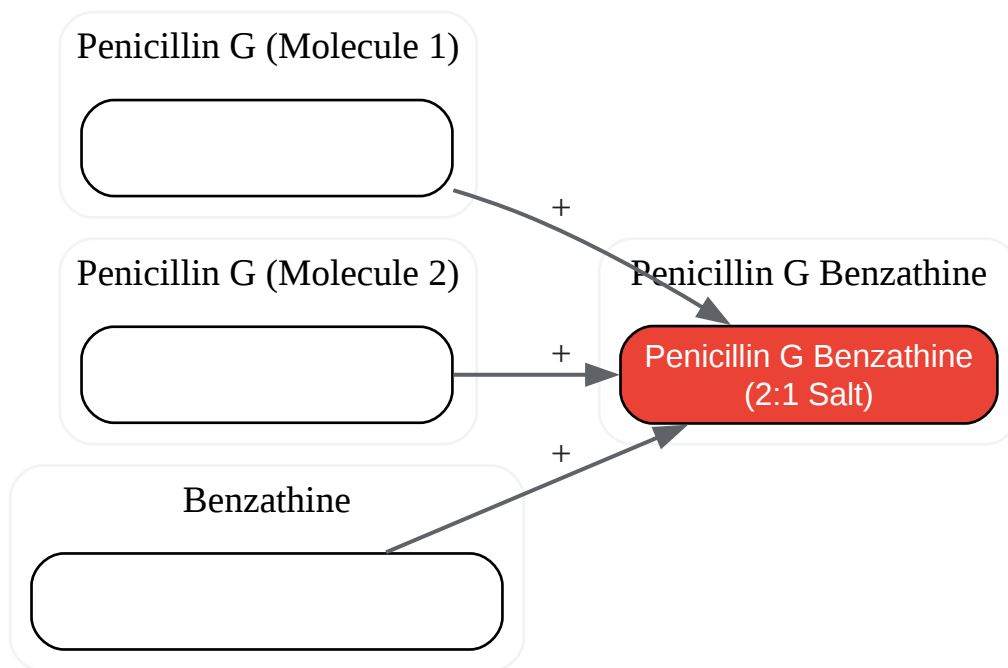 Penicillin G (Molecule 1)
+
Penicillin G (Molecule 2)
Penicillin G Benzathine
+
Penicillin G Benzathine
(2:1 Salt)
+
Benzathine